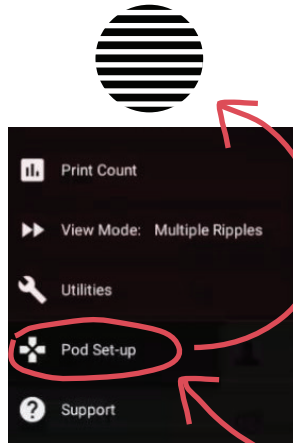 Print Count
View Mode: Multiple Ripples
Utilities
Pod Set-up
Support